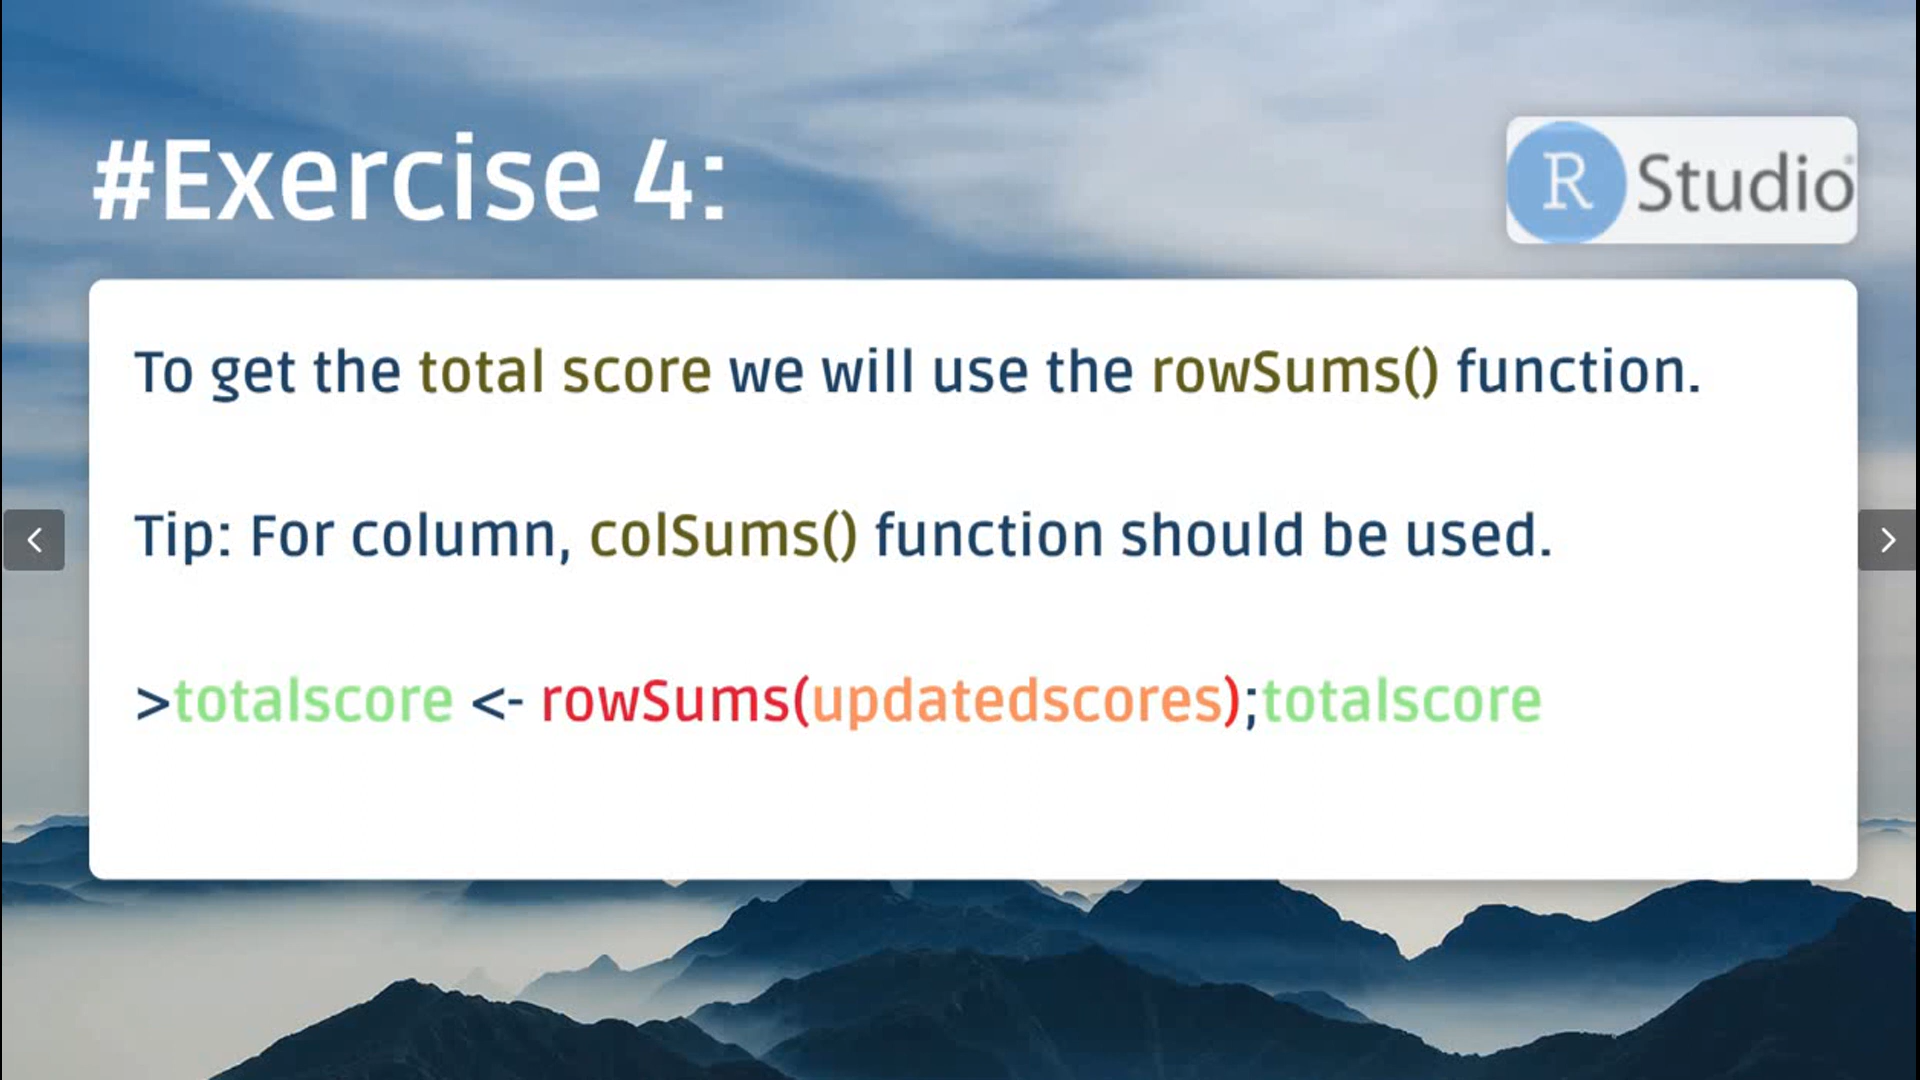 #Exercise 4:
R Studio
To get the total score we will use the rowSums() function.
Tip: For column, colSums() function should be used.
>totalscore <- rowSums(updatedscores);totalscore